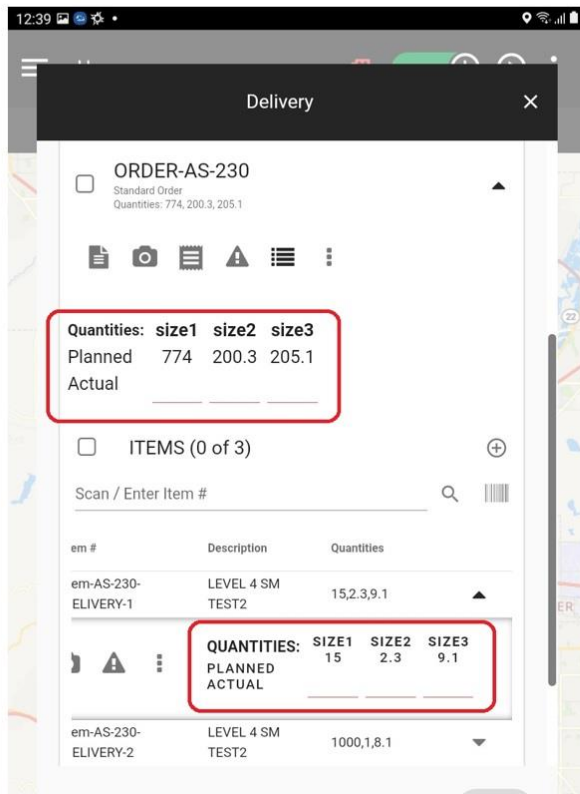 12:39
Delivery
ORDER-AS-230
Standard Order
Quantities: 774, 200.3, 205.1
Quantities: size1 size2 size3
Planned 774 200.3 205.1
Actual
ITEMS (0 of 3)
Scan / Enter Item #
em # Description Quantities
em-AS-230- LEVEL 4 SM
ELIVERY-1 TEST2 15,2.3,9.1
QUANTITIES: SIZE1 SIZE2 SIZE3
PLANNED 15 2.3 9.1
ACTUAL
em-AS-230- LEVEL 4 SM
ELIVERY-2 TEST2 1000,1,8.1
22
ER